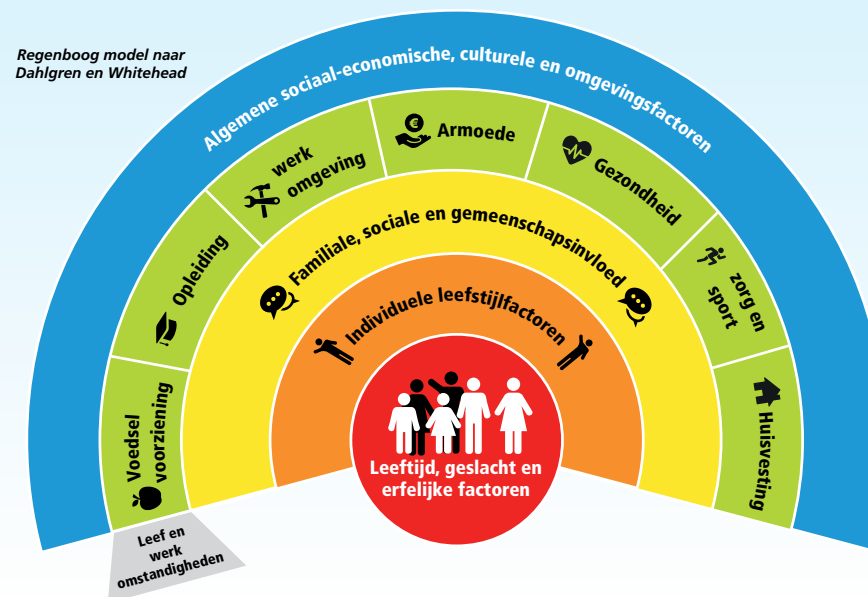 Regenboog model naar
Dahlgren en Whitehead
Algemene sociaal-economische, culturele en omgevingsfactoren
Voedsel
voorziening
Opleiding
werk
omgeving
€
Armoede
Gezondheid
zorg en
sport
Huisvesting
Familiale, sociale en gemeenschapsinvloed
Individuele leefstijlfactoren
Leeftijd, geslacht en
erfelijke factoren
Leef en
werk
omstandigheden